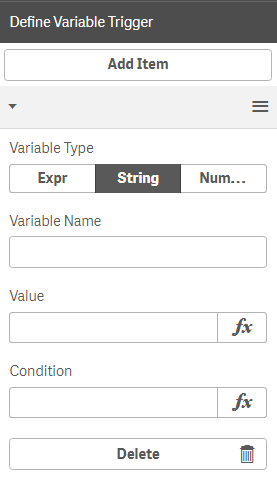 Define Variable Trigger
Add Item
Variable Type
Expr String Num...
Variable Name
Value
fx
Condition
fx
Delete